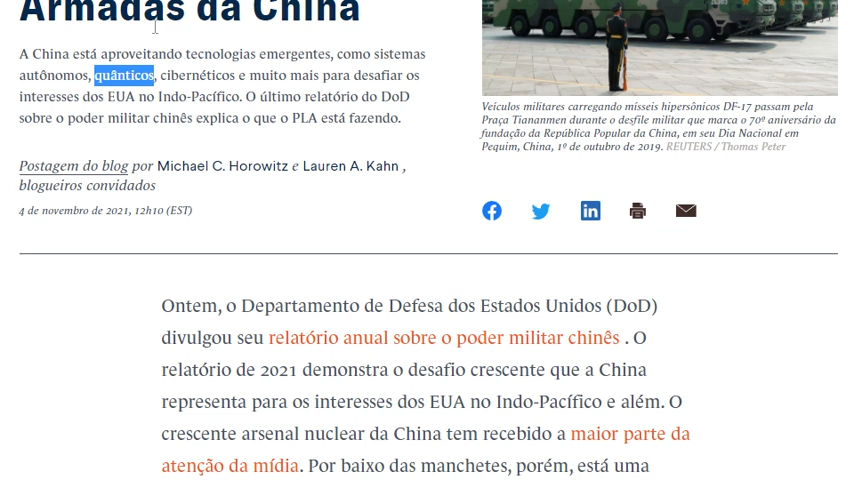 Armadas da China
A China está aproveitando tecnologias emergentes, como sistemas
autônomos, quânticos, cibernéticos e muito mais para desafiar os
interesses dos EUA no Indo-Pacífico. O último relatório do DoD
sobre o poder militar chinês explica o que o PLA está fazendo.
Postagem do blog por Michael C. Horowitz e Lauren A. Kahn ,
blogueiros convidados
4 de novembro de 2021, 12h10 (EST)
Veículos militares carregando mísseis hipersônicos DF-17 passam pela
Praça Tiananmen durante o desfile militar que marca o 70º aniversário da
fundação da República Popular da China, em seu Dia Nacional em
Pequim, China, 1º de outubro de 2019. REUTERS / Thomas Peter
Ontem, o Departamento de Defesa dos Estados Unidos (DoD)
divulgou seu relatório anual sobre o poder militar chinês . O
relatório de 2021 demonstra o desafio crescente que a China
representa para os interesses dos EUA no Indo-Pacífico e além. O
crescente arsenal nuclear da China tem recebido a maior parte da
atenção da mídia. Por baixo das manchetes, porém, está uma